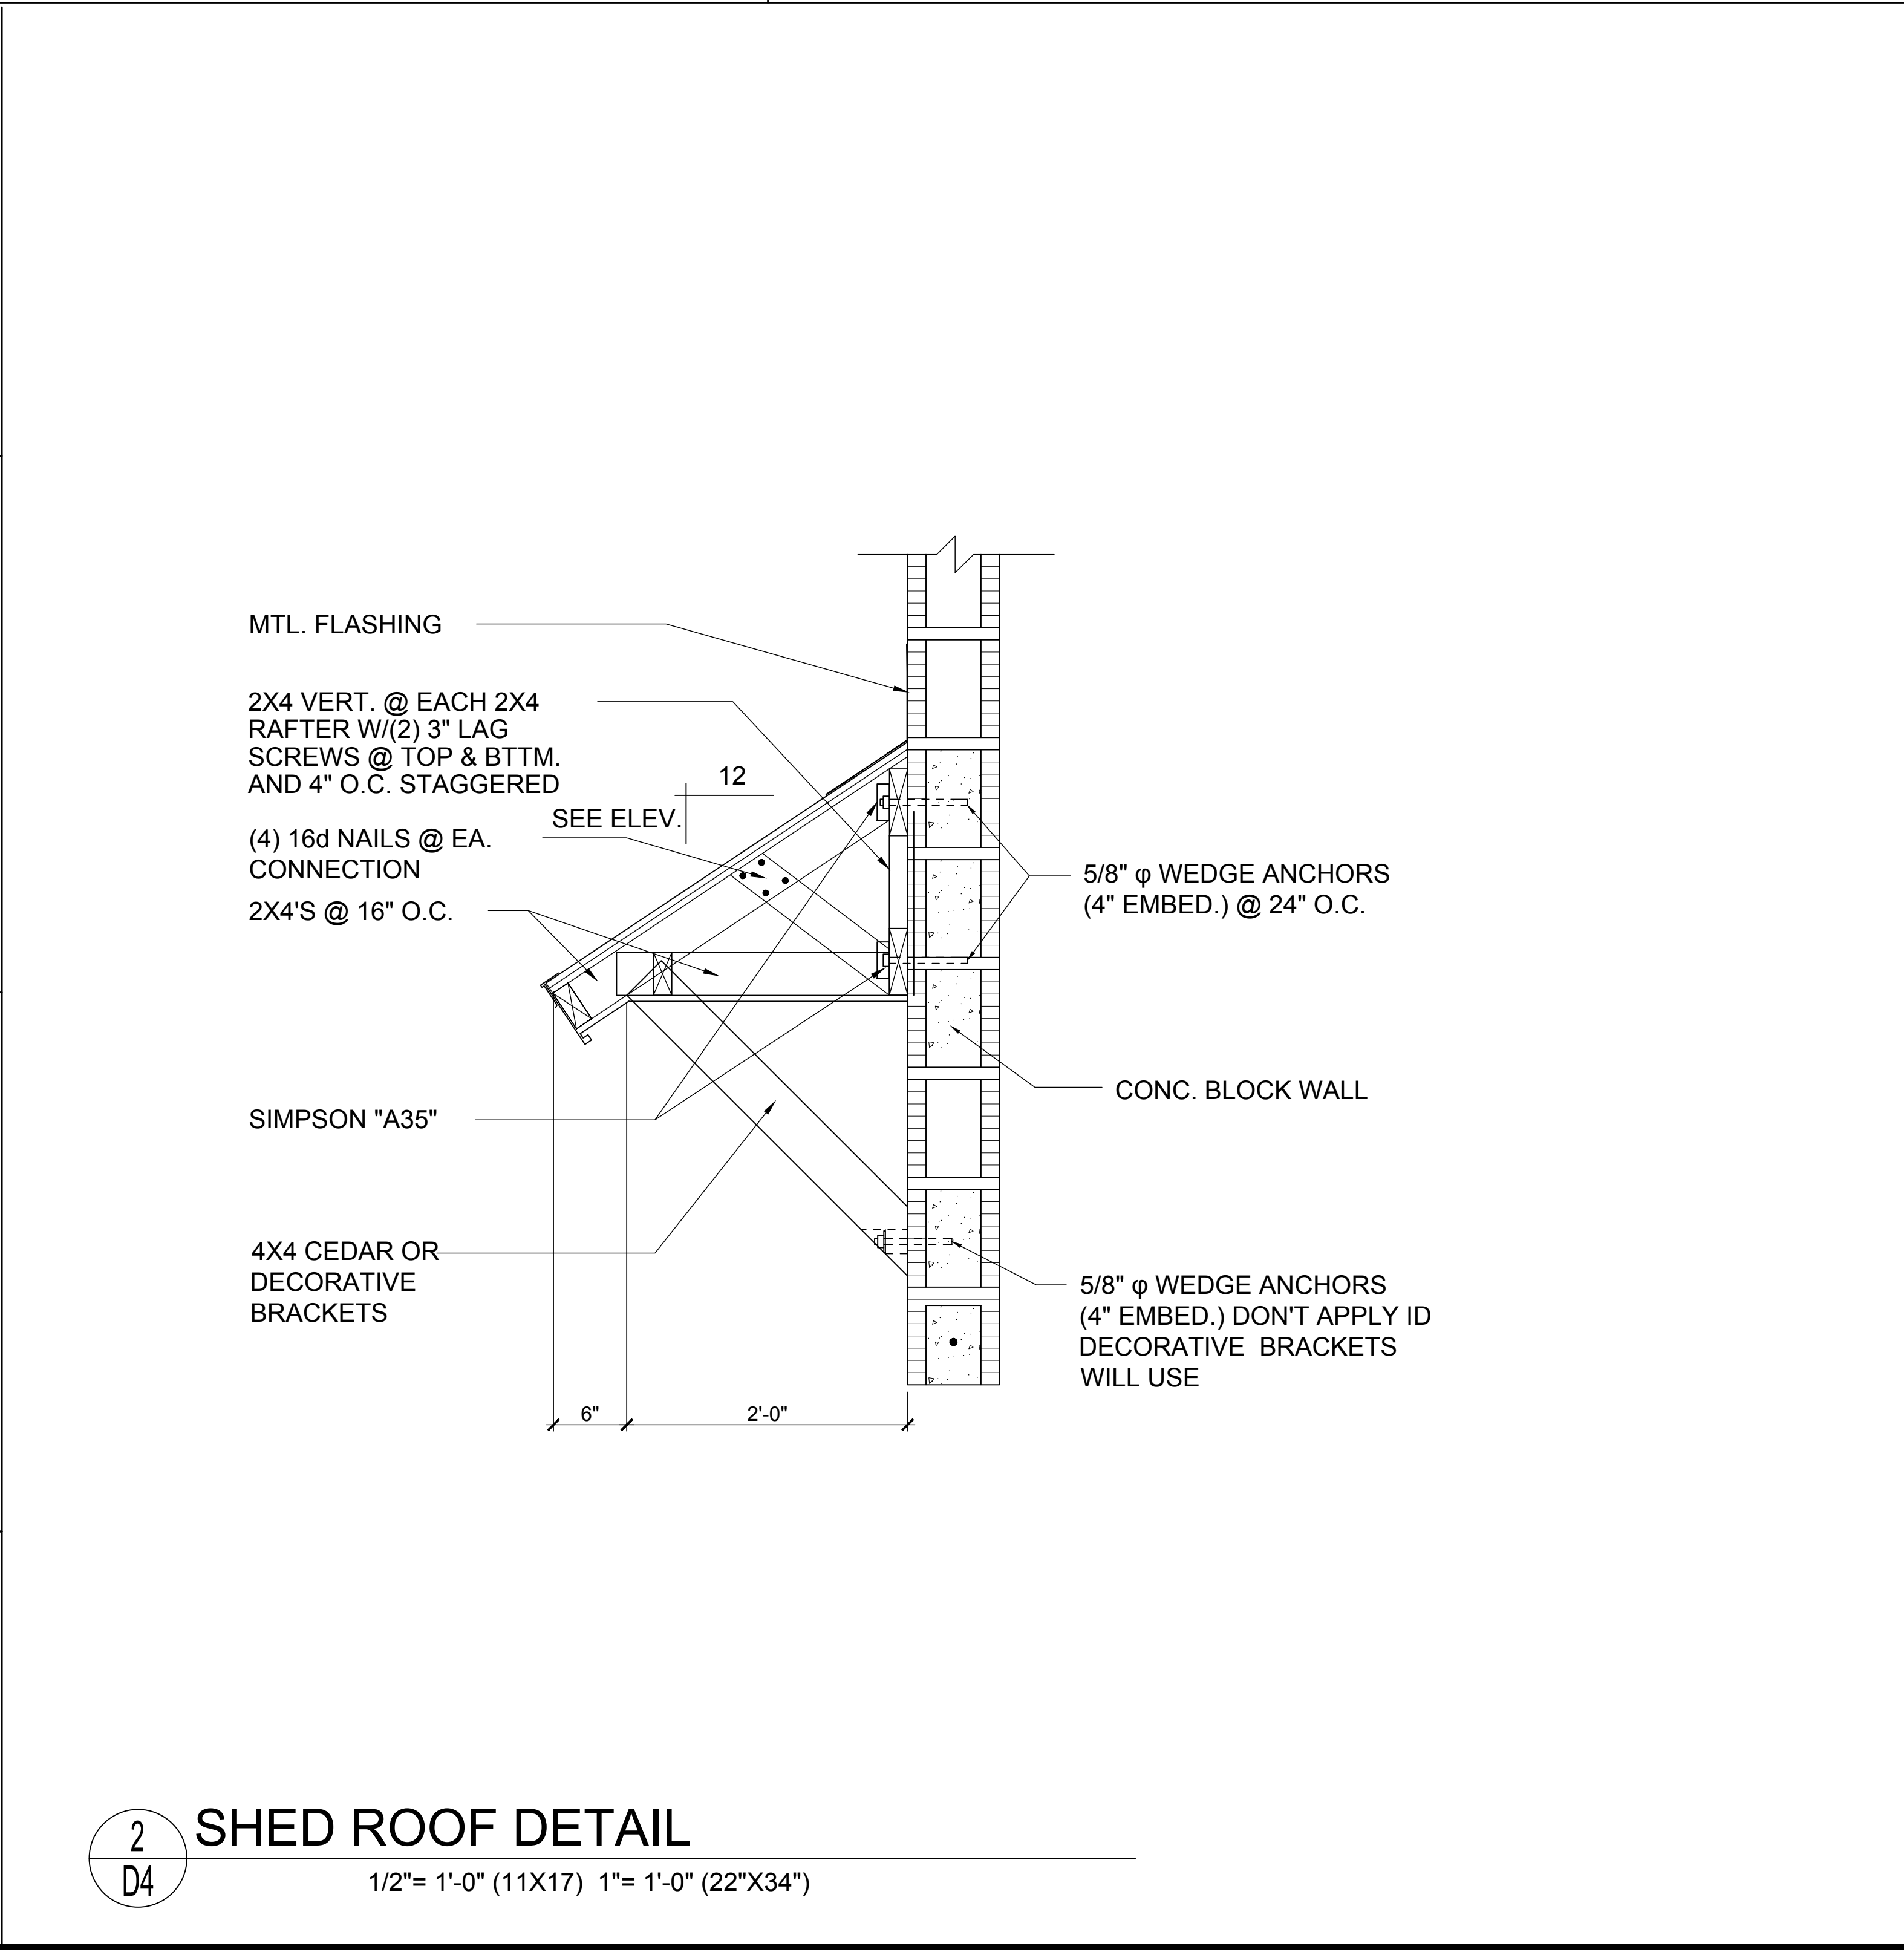 MTL. FLASHING
2X4 VERT. @ EACH 2X4
RAFTER W/(2) 3" LAG
SCREWS @ TOP & BTTM.
AND 4" O.C. STAGGERED
12
SEE ELEV.
(4) 16d NAILS @ EA.
CONNECTION
2X4'S @ 16" O.C.
5/8" φ WEDGE ANCHORS
(4" EMBED.) @ 24" O.C.
CONC. BLOCK WALL
SIMPSON "A35"
4X4 CEDAR OR
DECORATIVE
BRACKETS
5/8" φ WEDGE ANCHORS
(4" EMBED.) DON'T APPLY ID
DECORATIVE BRACKETS
WILL USE
6"
2'-0"
2
D4
SHED ROOF DETAIL
1/2"= 1'-0" (11X17) 1"= 1'-0" (22"X34")